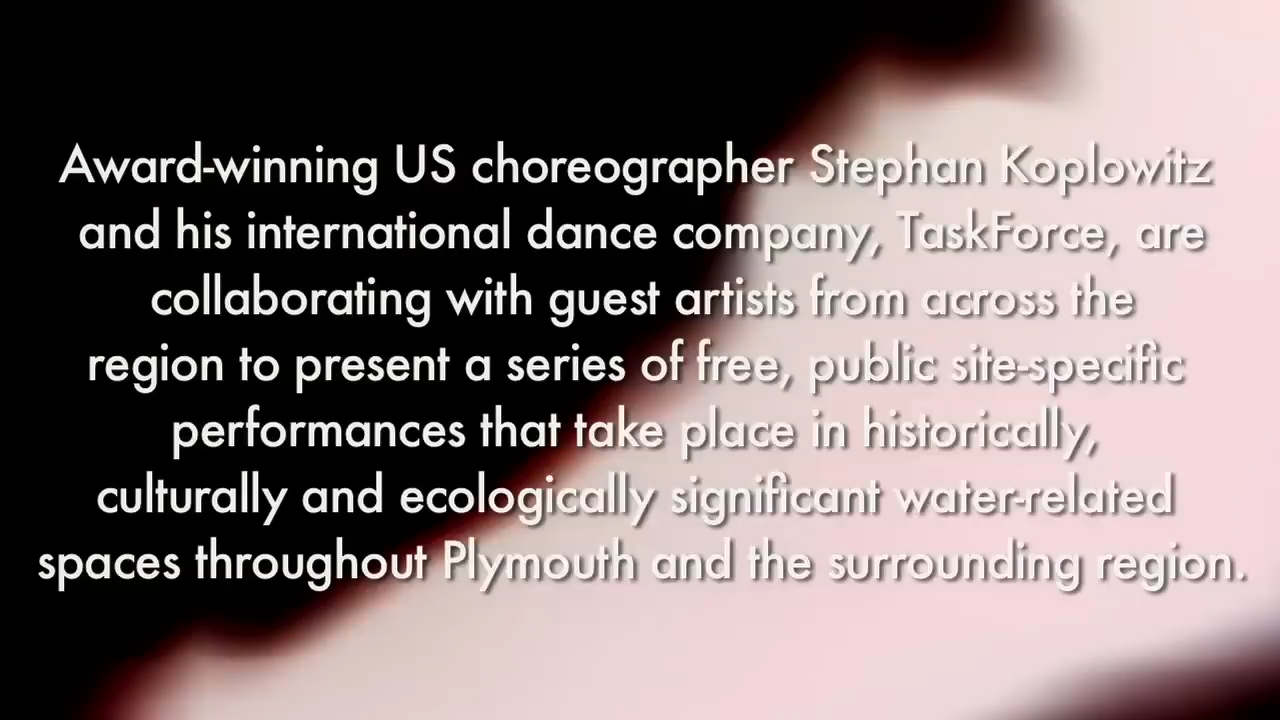 Award-winning US choreographer Stephan Koplowitz
and his international dance company, TaskForce, are
collaborating with guest artists from across the
region to present a series of free, public site-specific
performances that take place in historically,
culturally and ecologically significant water-related
spaces throughout Plymouth and the surrounding region.